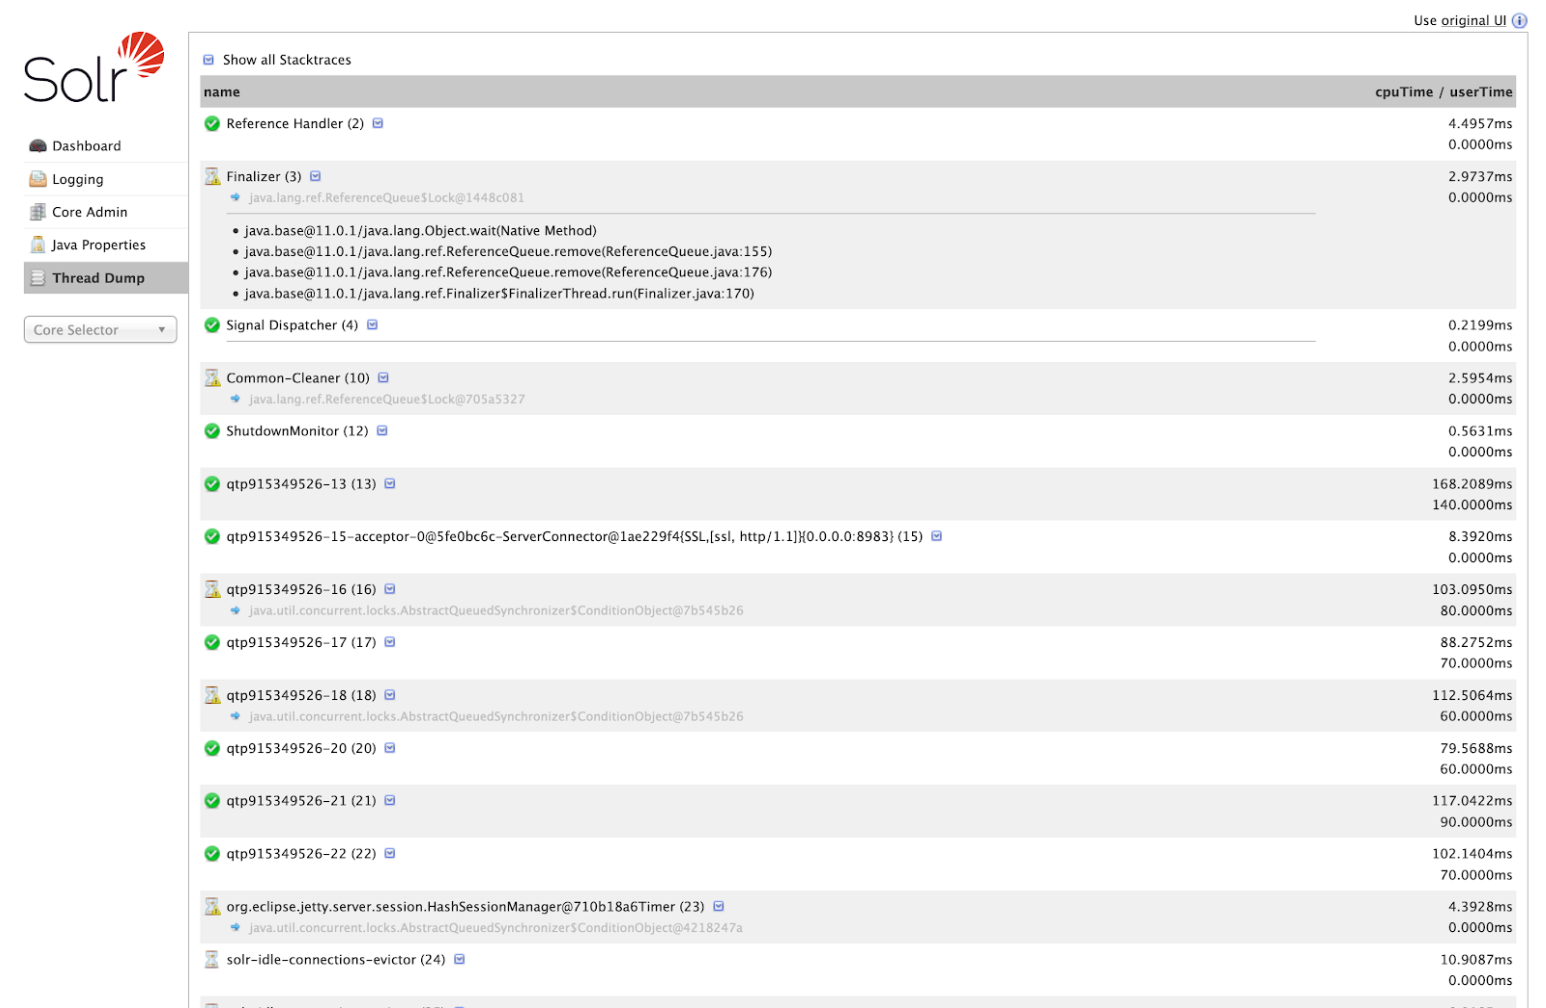 Use original UI
Solr
Dashboard
Logging
Core Admin
Java Properties
Thread Dump
Core Selector
Show all Stacktraces
name cpuTime / userTime
Reference Handler (2) 4.4957ms
0.0000ms
Finalizer (3) 2.9737ms
java.lang.ref.ReferenceQueue$Lock@1448c081 0.0000ms
java.base@11.0.1/java.lang.Object.wait(Native Method)
java.base@11.0.1/java.lang.ref.ReferenceQueue.remove(ReferenceQueue.java:155)
java.base@11.0.1/java.lang.ref.ReferenceQueue.remove(ReferenceQueue.java:176)
java.base@11.0.1/java.lang.ref.Finalizer$FinalizerThread.run(Finalizer.java:170)
Signal Dispatcher (4) 0.2199ms
0.0000ms
Common-Cleaner (10) 2.5954ms
java.lang.ref.ReferenceQueue$Lock@705a5327 0.0000ms
ShutdownMonitor (12) 0.5631ms
0.0000ms
qtp915349526-13 (13) 168.2089ms
140.0000ms
qtp915349526-15-acceptor-0@5fe0bc6c-ServerConnector@1ae229f4{SSL,[ssl, http/1.1]}{0.0.0.0:8983} (15) 8.3920ms
0.0000ms
qtp915349526-16 (16) 103.0950ms
java.util.concurrent.locks.AbstractQueuedSynchronizer$ConditionObject@7b545b26 80.0000ms
qtp915349526-17 (17) 88.2752ms
70.0000ms
qtp915349526-18 (18) 112.5064ms
java.util.concurrent.locks.AbstractQueuedSynchronizer$ConditionObject@7b545b26 60.0000ms
qtp915349526-20 (20) 79.5688ms
60.0000ms
qtp915349526-21 (21) 117.0422ms
90.0000ms
qtp915349526-22 (22) 102.1404ms
70.0000ms
org.eclipse.jetty.server.session.HashSessionManager@710b18a6Timer (23) 4.3928ms
java.util.concurrent.locks.AbstractQueuedSynchronizer$ConditionObject@4218247a 0.0000ms
solr-idle-connections-evictor (24) 10.9087ms
0.0000ms